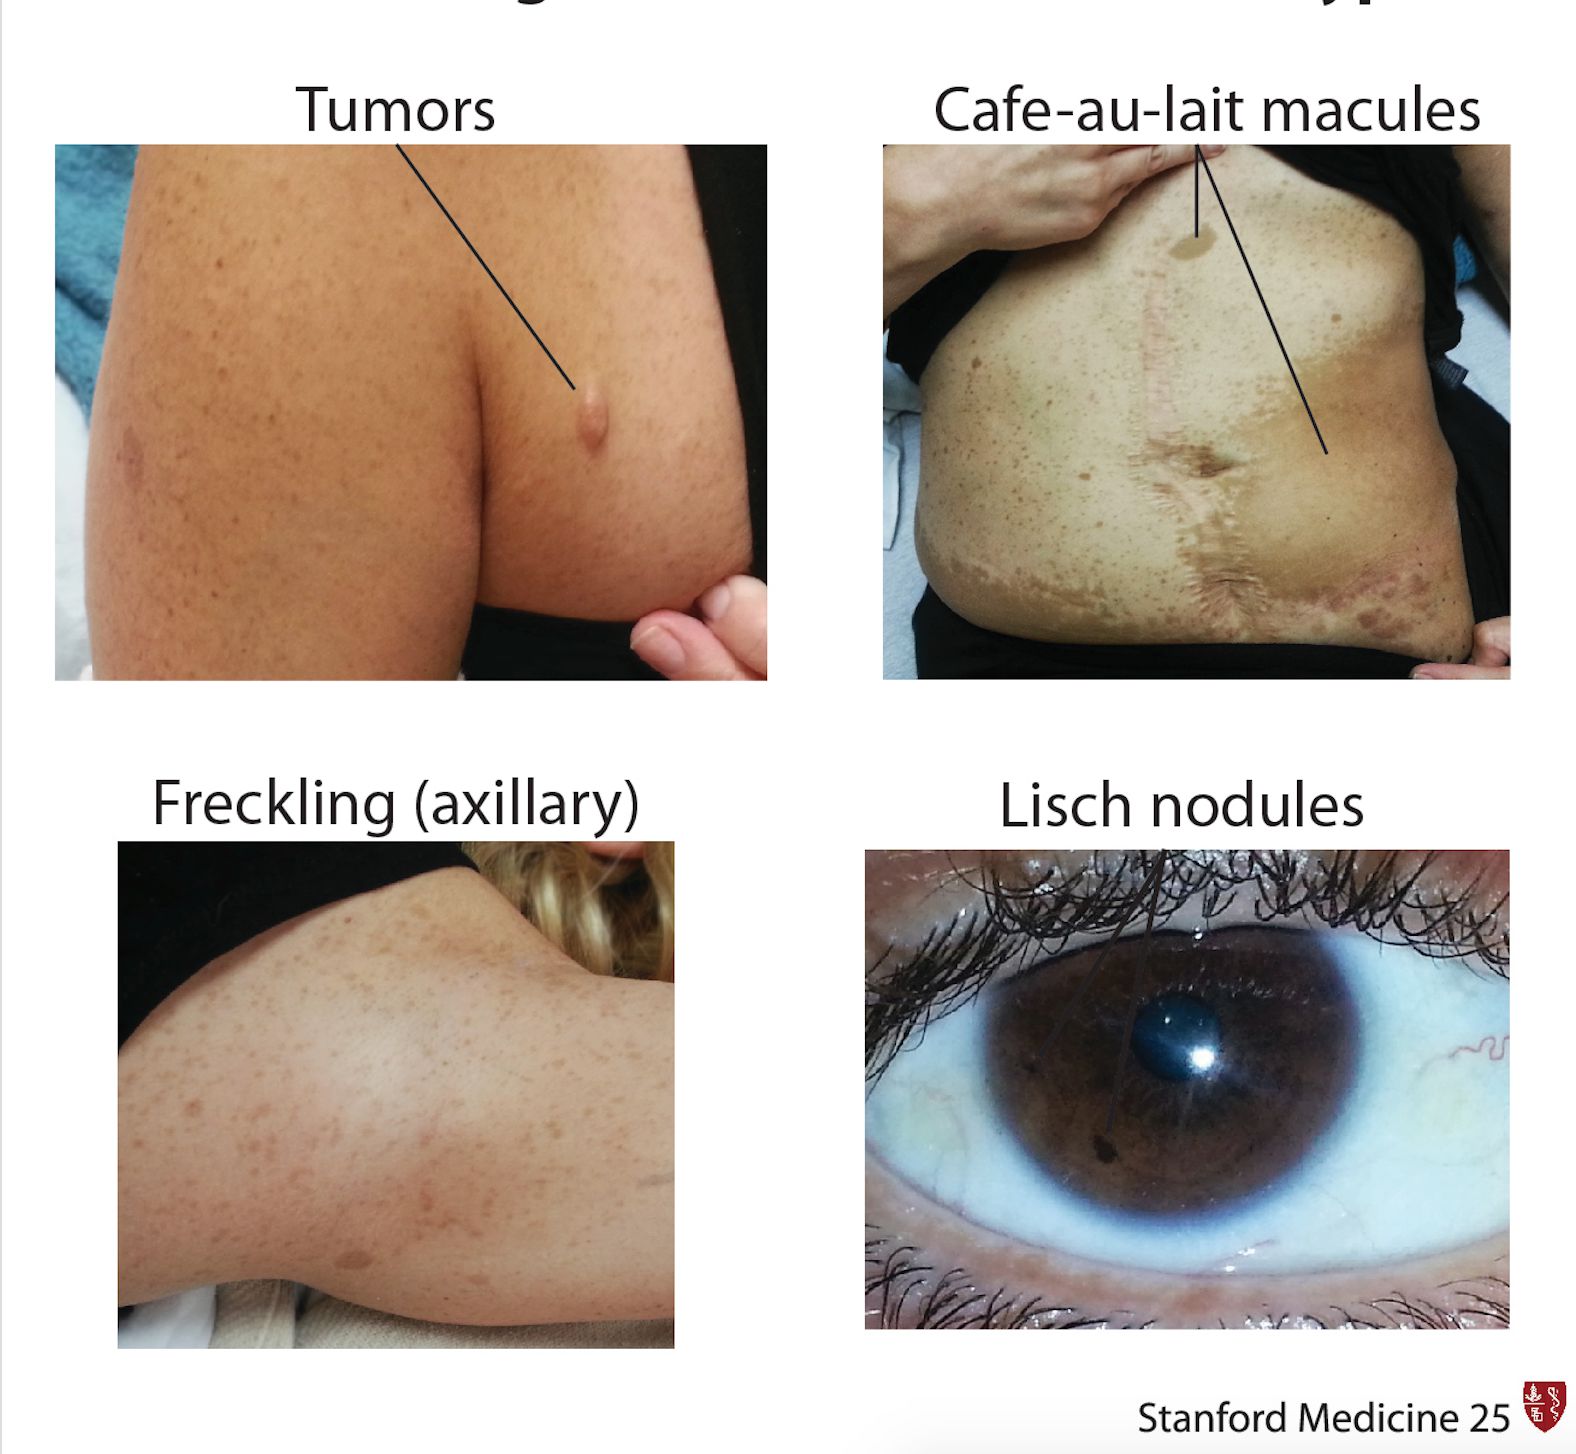 Tumors
Cafe-au-lait macules
Freckling (axillary)
Lisch nodules
Stanford Medicine 25